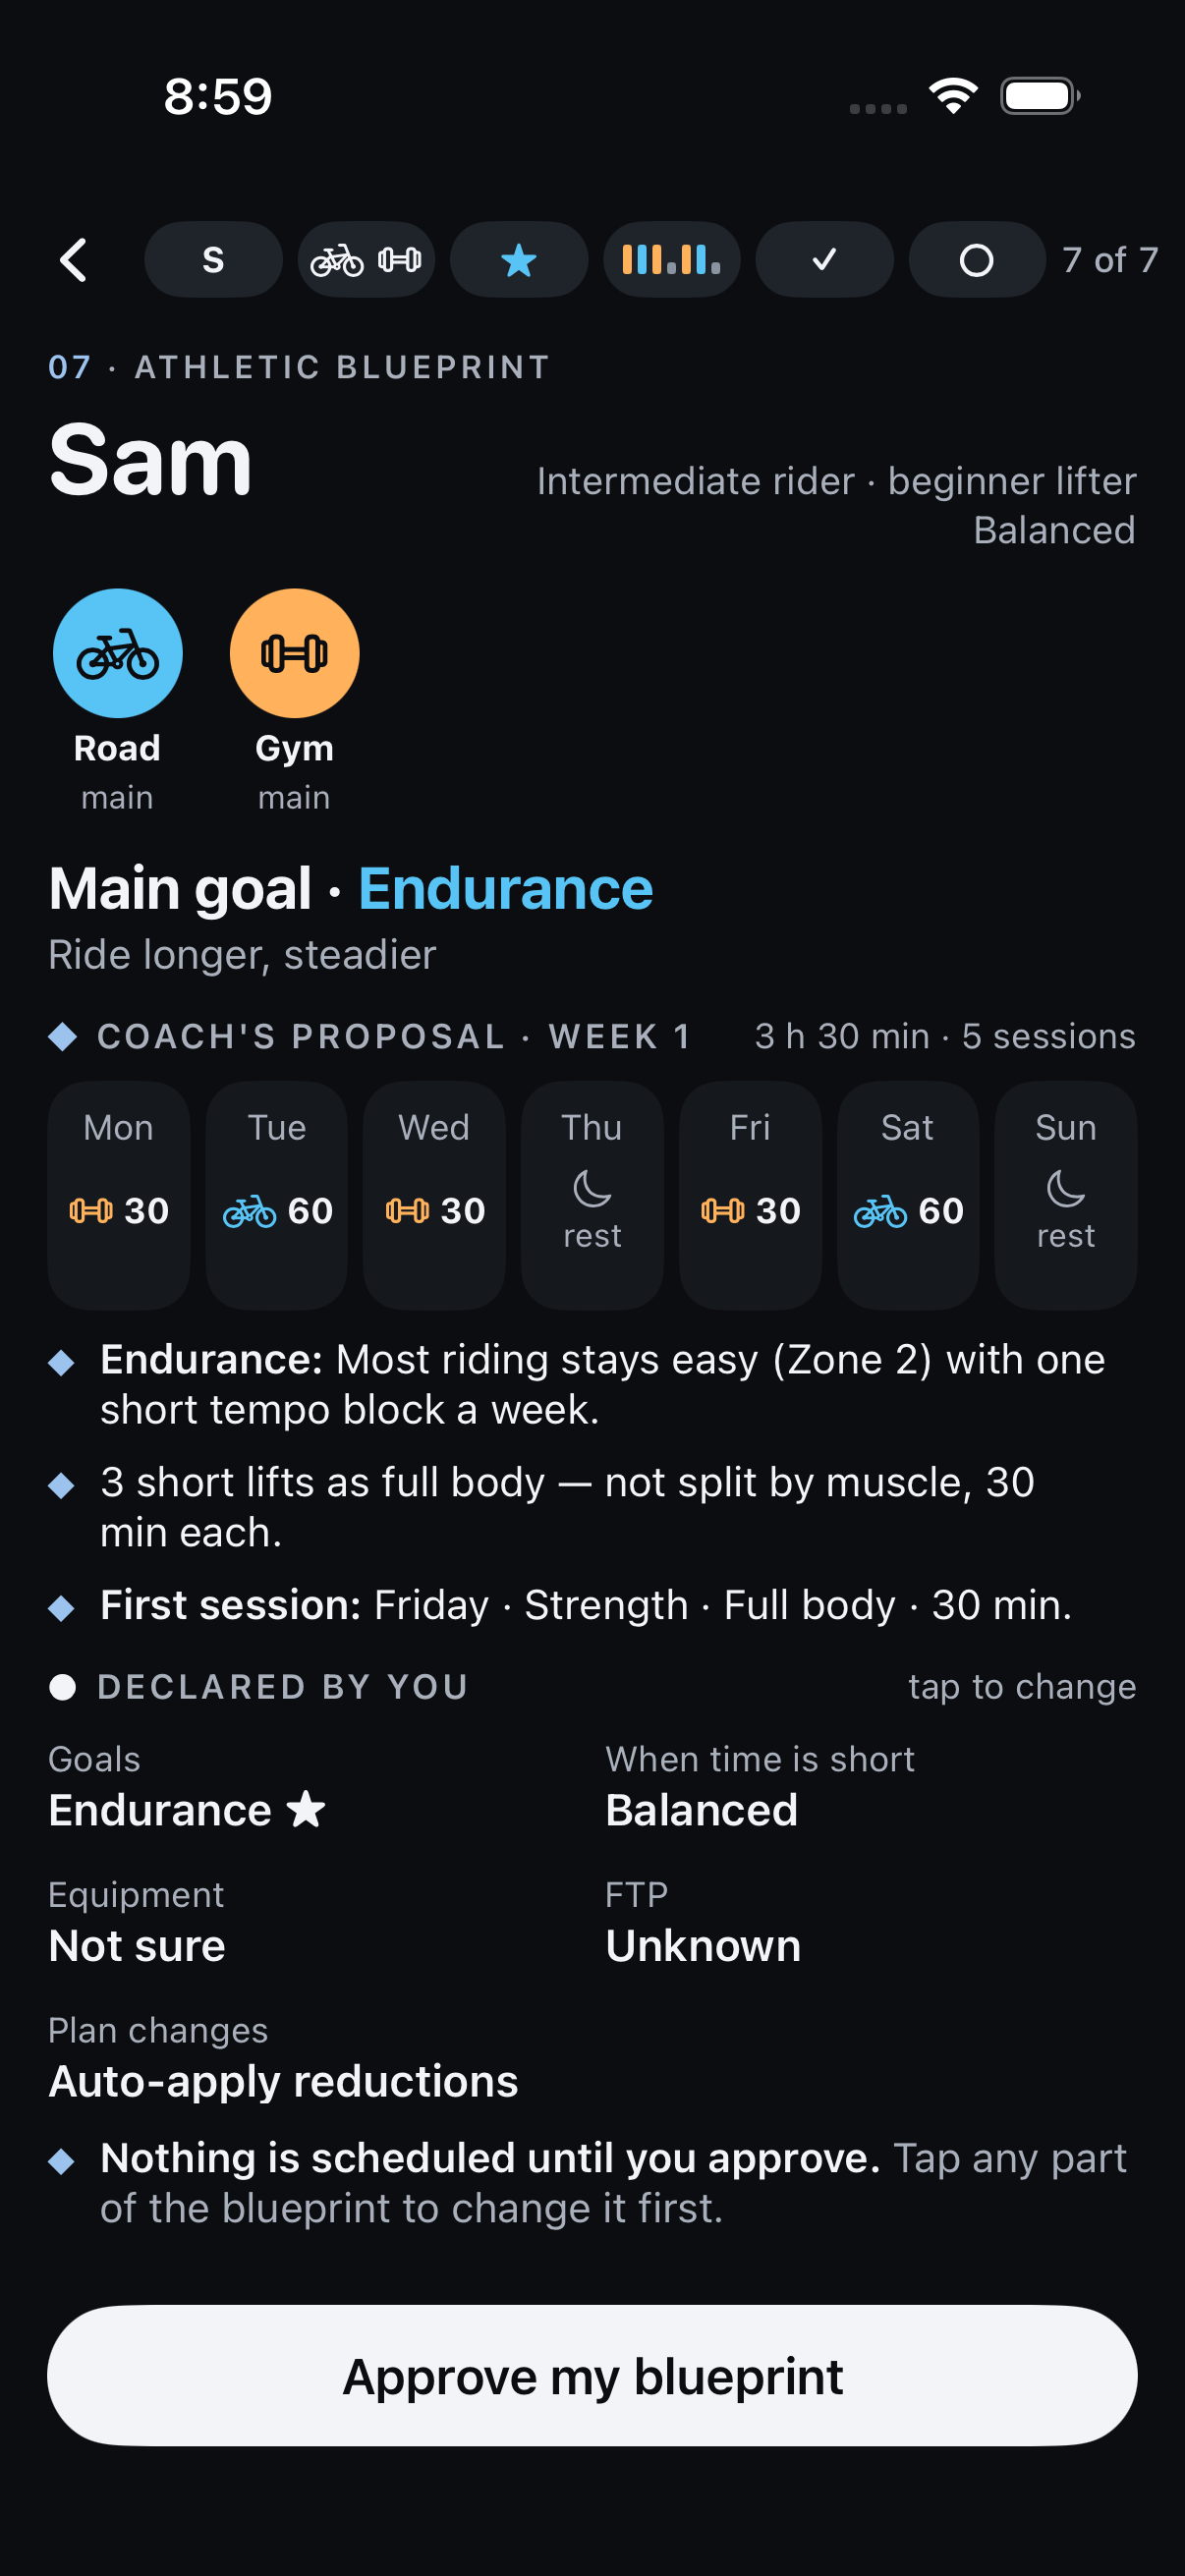 8:59
S
7 of 7
07 · ATHLETIC BLUEPRINT
Sam
Intermediate rider · beginner lifter
Balanced
Road
main
Gym
main
Main goal · Endurance
Ride longer, steadier
COACH'S PROPOSAL · WEEK 1
3 h 30 min · 5 sessions
Mon
30
Tue
60
Wed
30
Thu
rest
Fri
30
Sat
60
Sun
rest
Endurance: Most riding stays easy (Zone 2) with one
short tempo block a week.
3 short lifts as full body — not split by muscle, 30
min each.
First session: Friday · Strength · Full body · 30 min.
DECLARED BY YOU
tap to change
Goals
Endurance ★
When time is short
Balanced
Equipment
Not sure
FTP
Unknown
Plan changes
Auto-apply reductions
Nothing is scheduled until you approve. Tap any part
of the blueprint to change it first.
Approve my blueprint